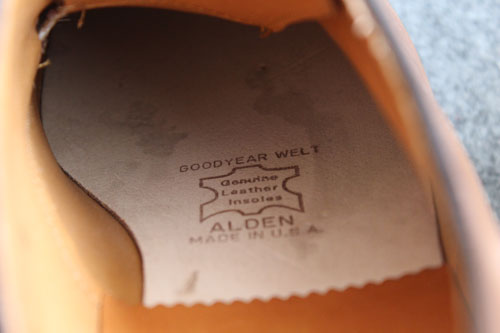 GOODYEAR WELT
Genuine
Leather
Insoles
ALDEN
MADE IN U.S.A.